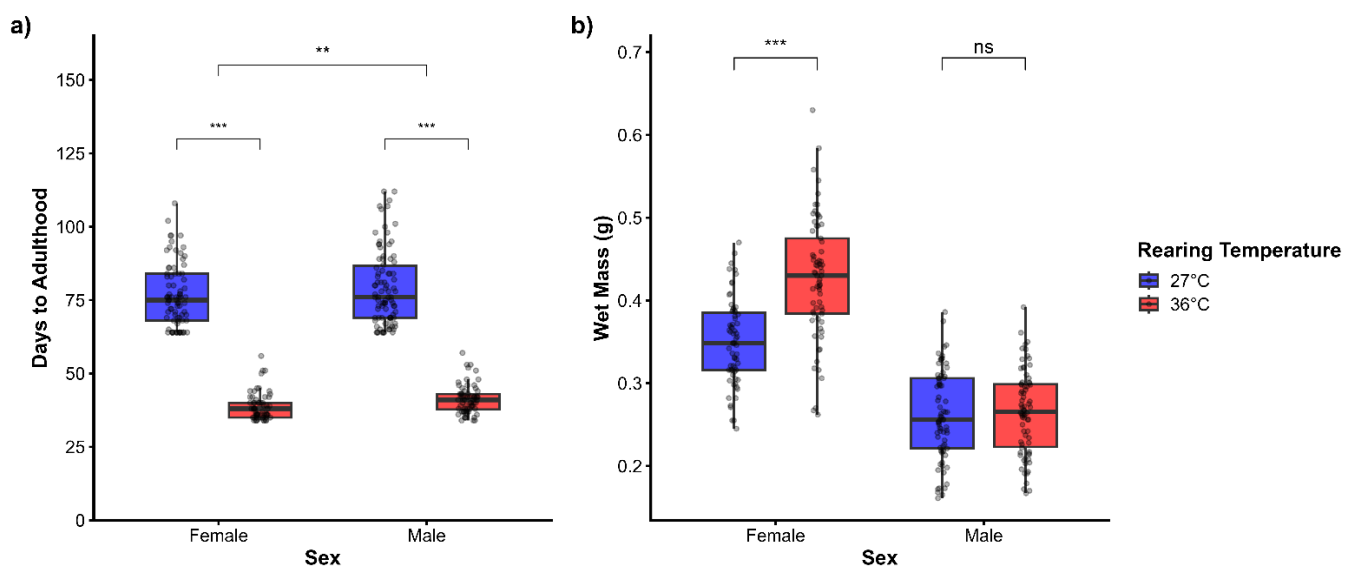 a)
**
***
***
150
125
100
75
50
25
0
Days to Adulthood
Female
Male
Sex
b)
***
ns
0.7
0.6
0.5
0.4
0.3
0.2
Wet Mass (g)
Female
Male
Sex
Rearing Temperature
27°C
36°C